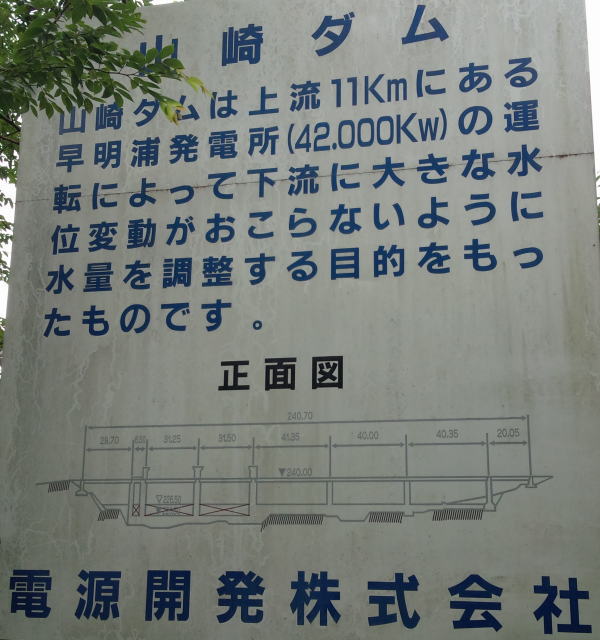 山崎ダム
山崎ダムは上流11Kmにある
早明浦発電所(42.000Kw)の運
転によって下流に大きな水
位変動がおこらないように
水量を調整する目的をもっ
たものです。
正面図
240.70
28.70 31.25 31.50 41.35 40.00 40.35 20.05
▼240.00
▽226.50
電源開発株式会社